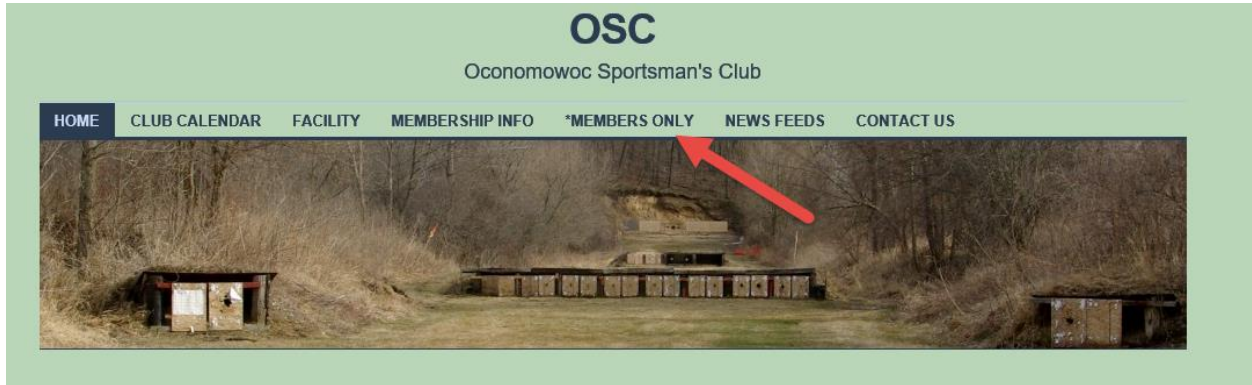 OSC
Oconomowoc Sportsman's Club
HOME CLUB CALENDAR FACILITY MEMBERSHIP INFO *MEMBERS ONLY NEWS FEEDS CONTACT US